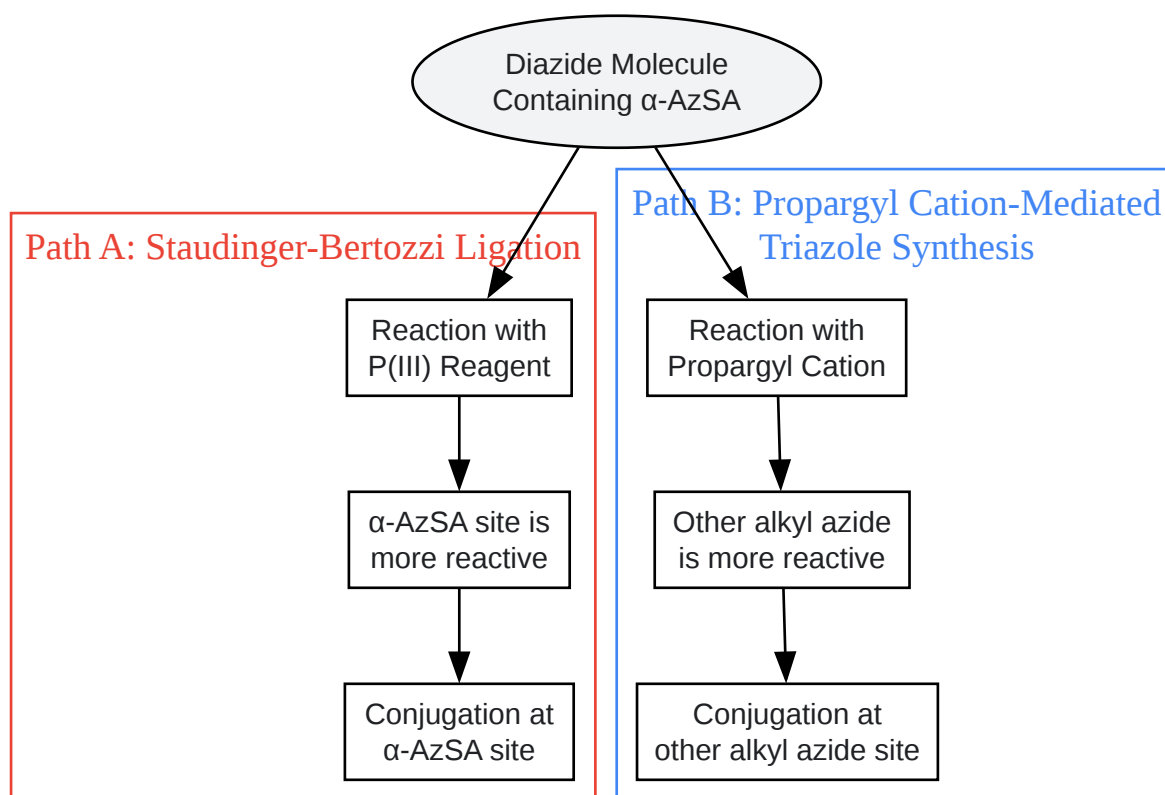 Diazide Molecule
Containing α-AzSA
Path A: Staudinger-Bertozzi Ligation
Reaction with
P(III) Reagent
α-AzSA site is
more reactive
Conjugation at
α-AzSA site
Path B: Propargyl Cation-Mediated
Triazole Synthesis
Reaction with
Propargyl Cation
Other alkyl azide
is more reactive
Conjugation at
other alkyl azide site